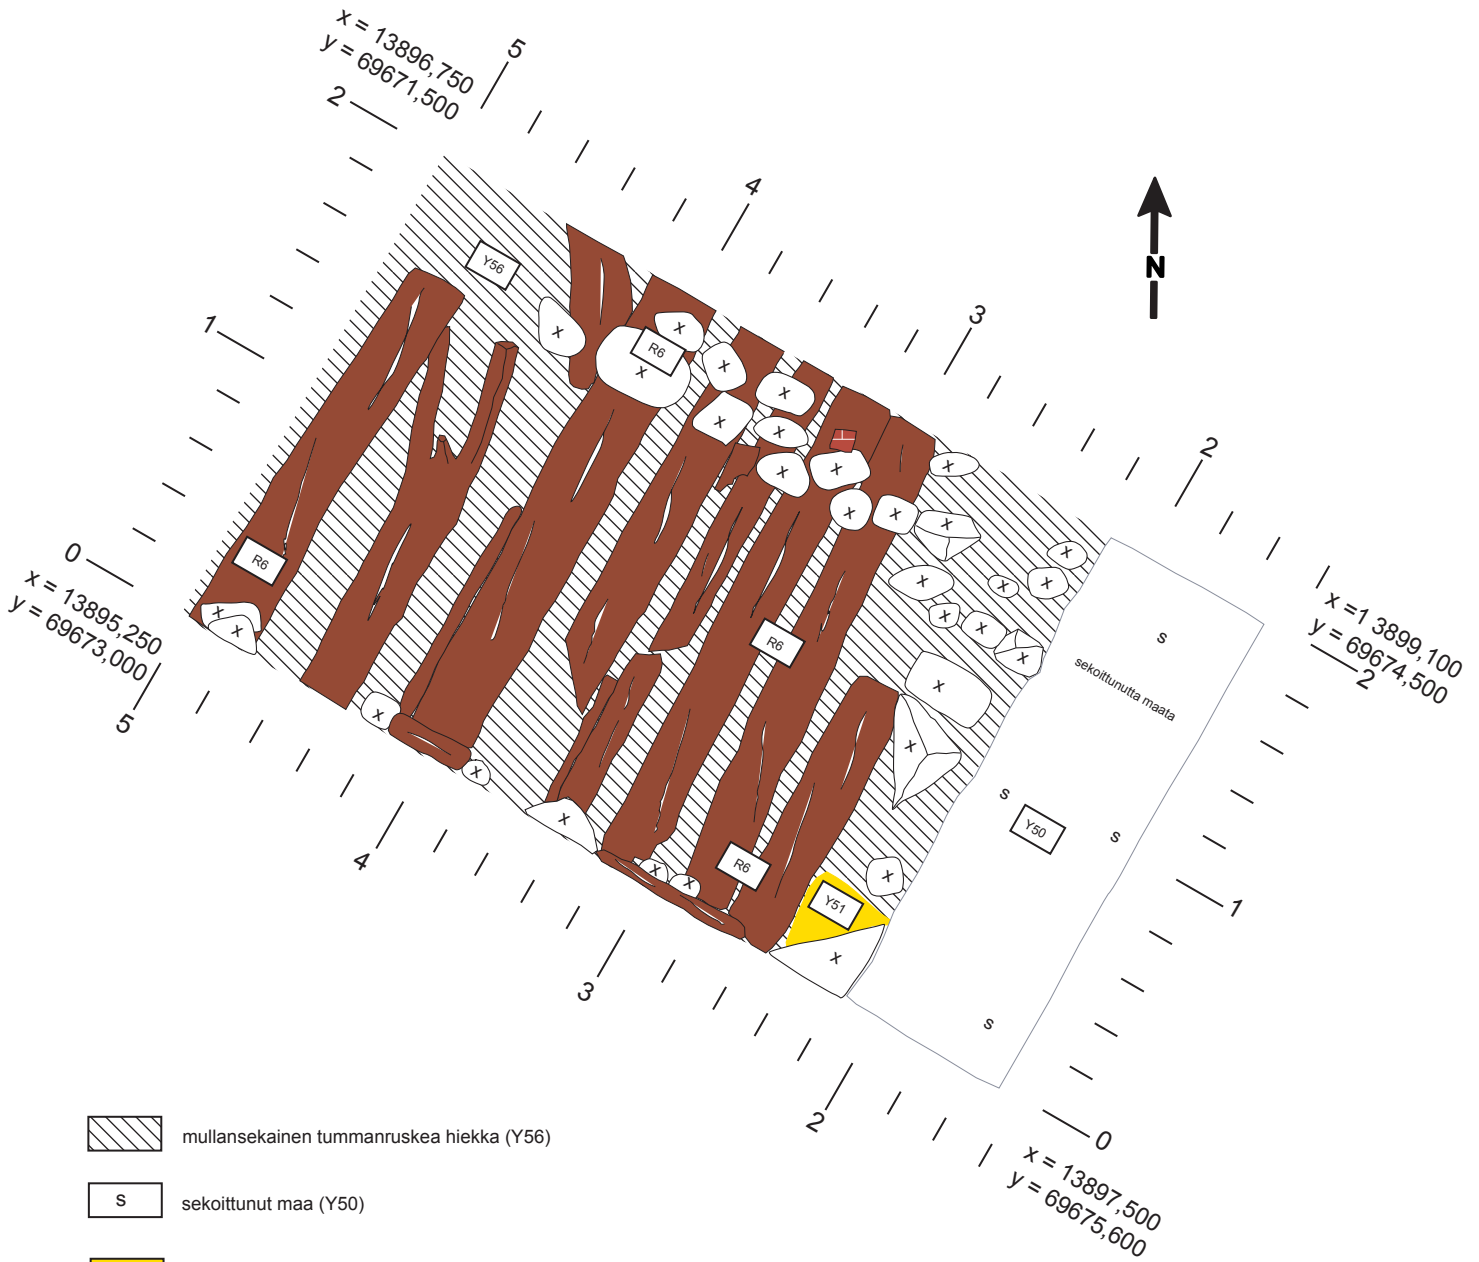 x = 13896,750
y = 69671,500
5
2
4
N
Y56
3
1
R6
x
x
x
x
x
x
x
x
2
x
x
x
x
x
x
x
0
R6
x = 13895,250
y = 69673,000
x
x
x
x
x
x
x
x
x =1 3899,100
y = 69674,500
2
s
sekoittunutta maata
R6
x
x
5
x
x
x
s
Y50
s
4
x
x
x
R6
x
1
Y51
x
3
s
2
0
x = 13897,500
y = 69675,600
mullansekainen tummanruskea hiekka (Y56)
s sekoittunut maa (Y50)